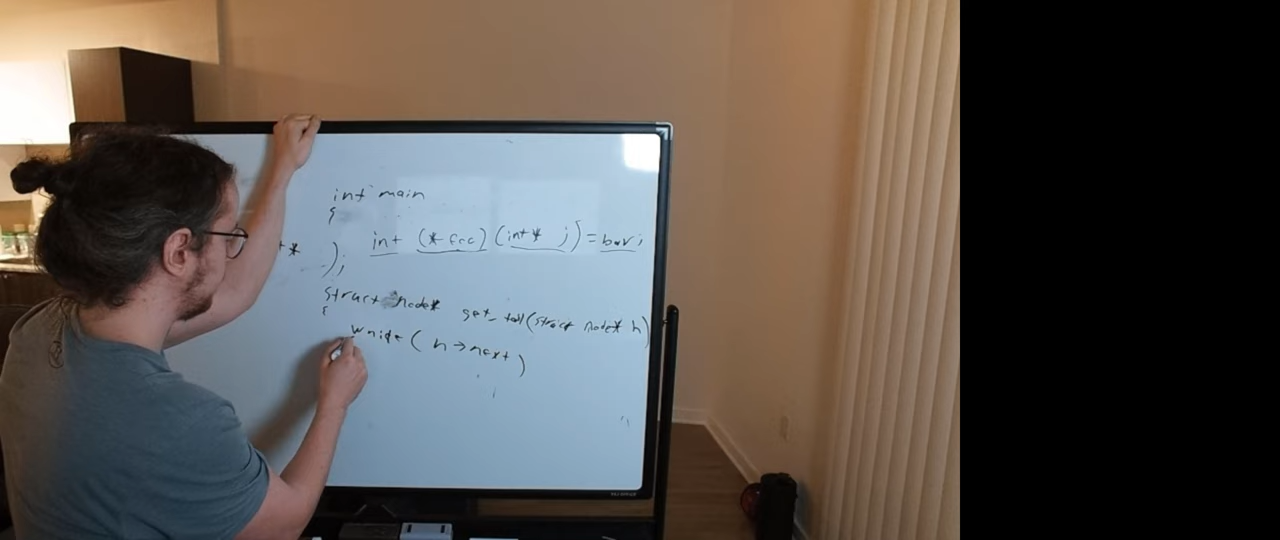 int main
{
* ); int (* fcc) (int* j) = bar;
struct node* get_tail(struct node* h)
{
while( h->next )